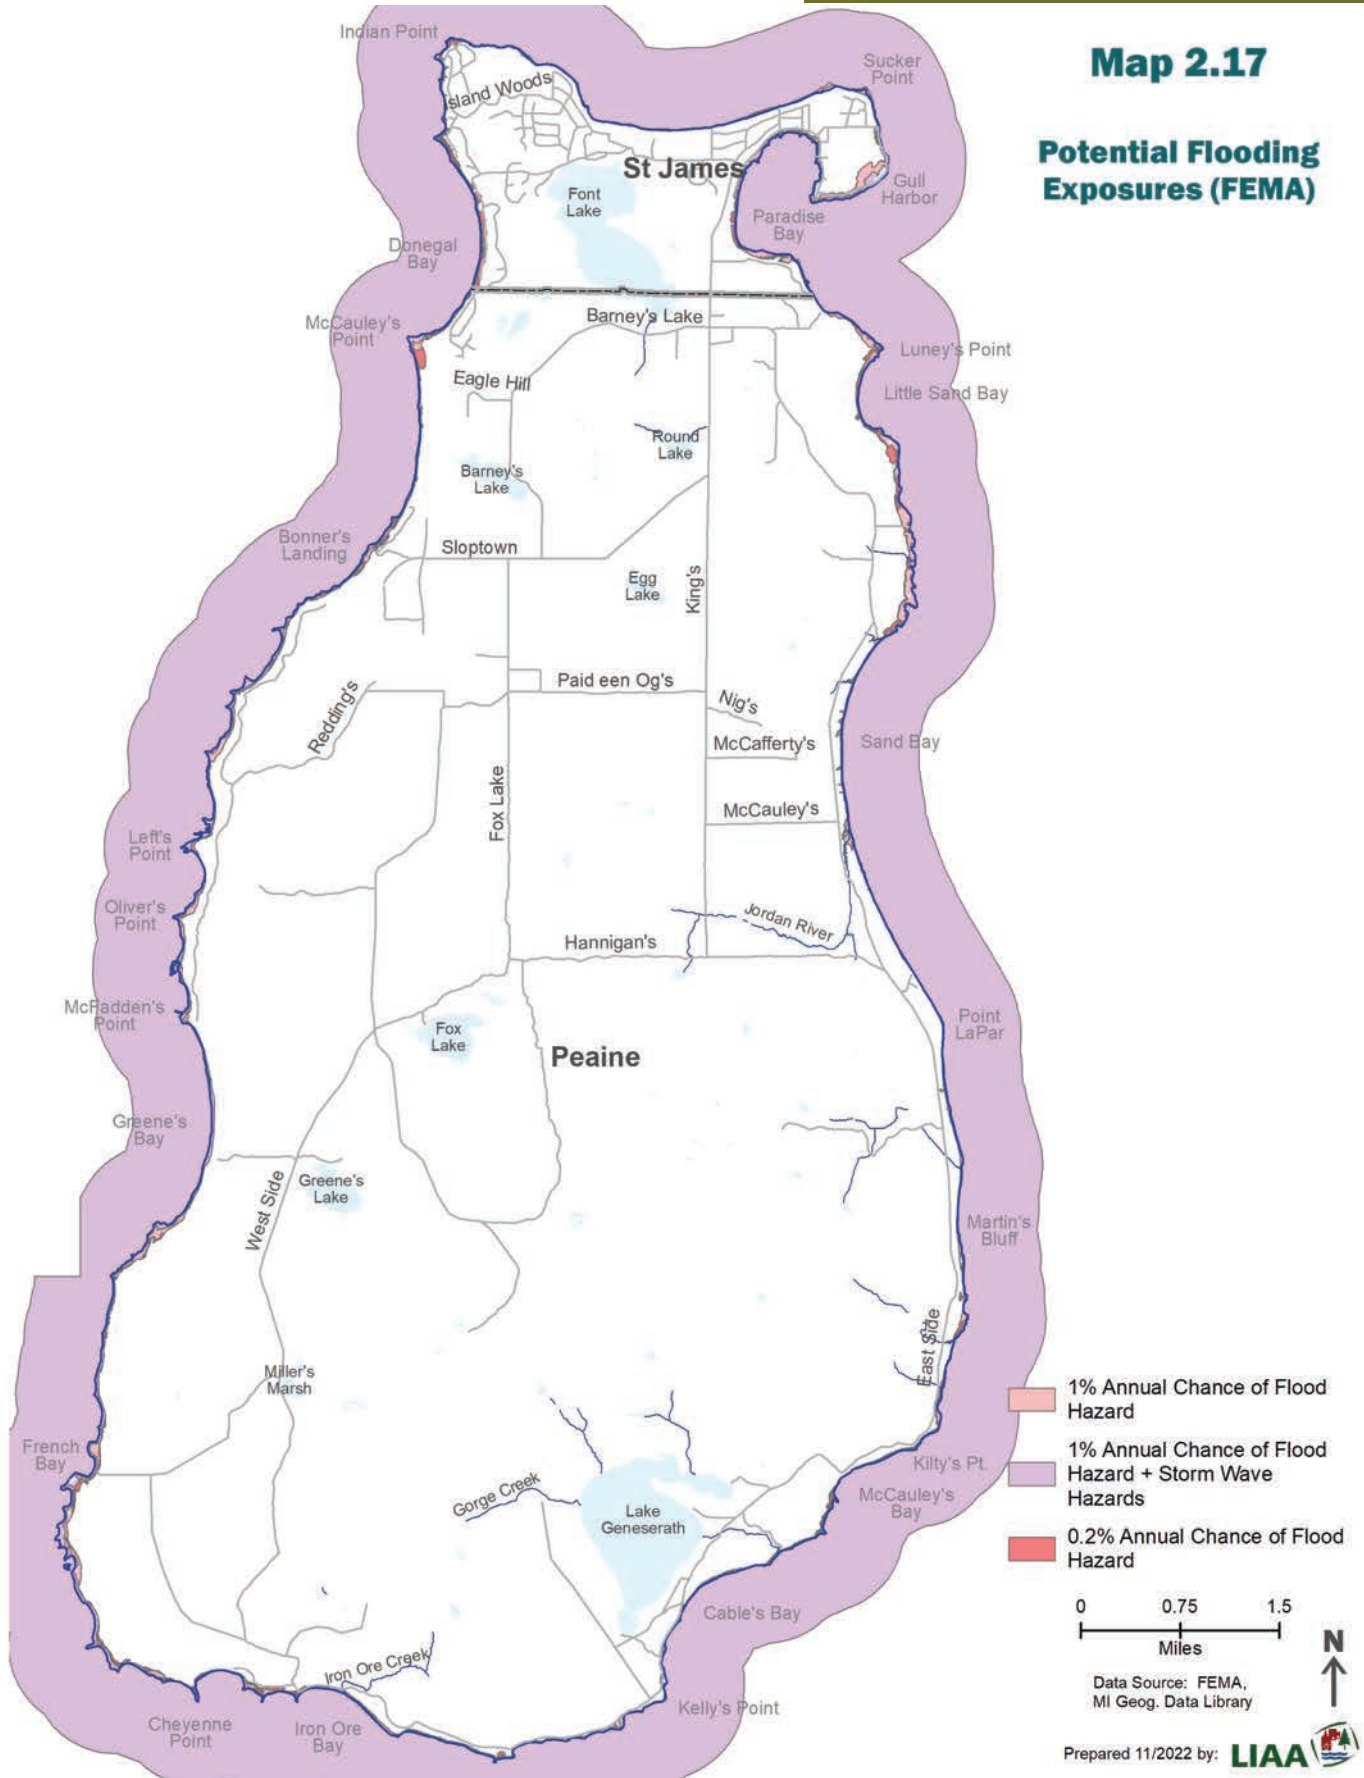 Map 2.17
Potential Flooding
Exposures (FEMA)
Indian Point
Sucker
Point
Island Woods
St James
Font
Lake
Gull
Harbor
Paradise
Bay
Donegal
Bay
McCauley's
Point
Barney's Lake
Luney's Point
Eagle Hill
Little Sand Bay
Round
Lake
Barney's
Lake
Bonner's
Landing
Sloptown
Egg
Lake
King's
Paid een Og's
Redding's
Nig's
McCafferty's
Sand Bay
Fox Lake
McCauley's
Left's
Point
Oliver's
Point
Jordan River
Hannigan's
McFadden's
Point
Point
LaPar
Fox
Lake
Peaine
Greene's
Bay
Greene's
Lake
West Side
Martin's
Bluff
East Side
Miller's
Marsh
French
Bay
Kilty's Pt.
McCauley's
Bay
Gorge Creek
Lake
Geneserath
Cable's Bay
Iron Ore Creek
Kelly's Point
Cheyenne
Point
Iron Ore
Bay
1% Annual Chance of Flood
Hazard
1% Annual Chance of Flood
Hazard + Storm Wave
Hazards
0.2% Annual Chance of Flood
Hazard
0 0.75 1.5
Miles
N
Data Source: FEMA,
MI Geog. Data Library
Prepared 11/2022 by: LIAA